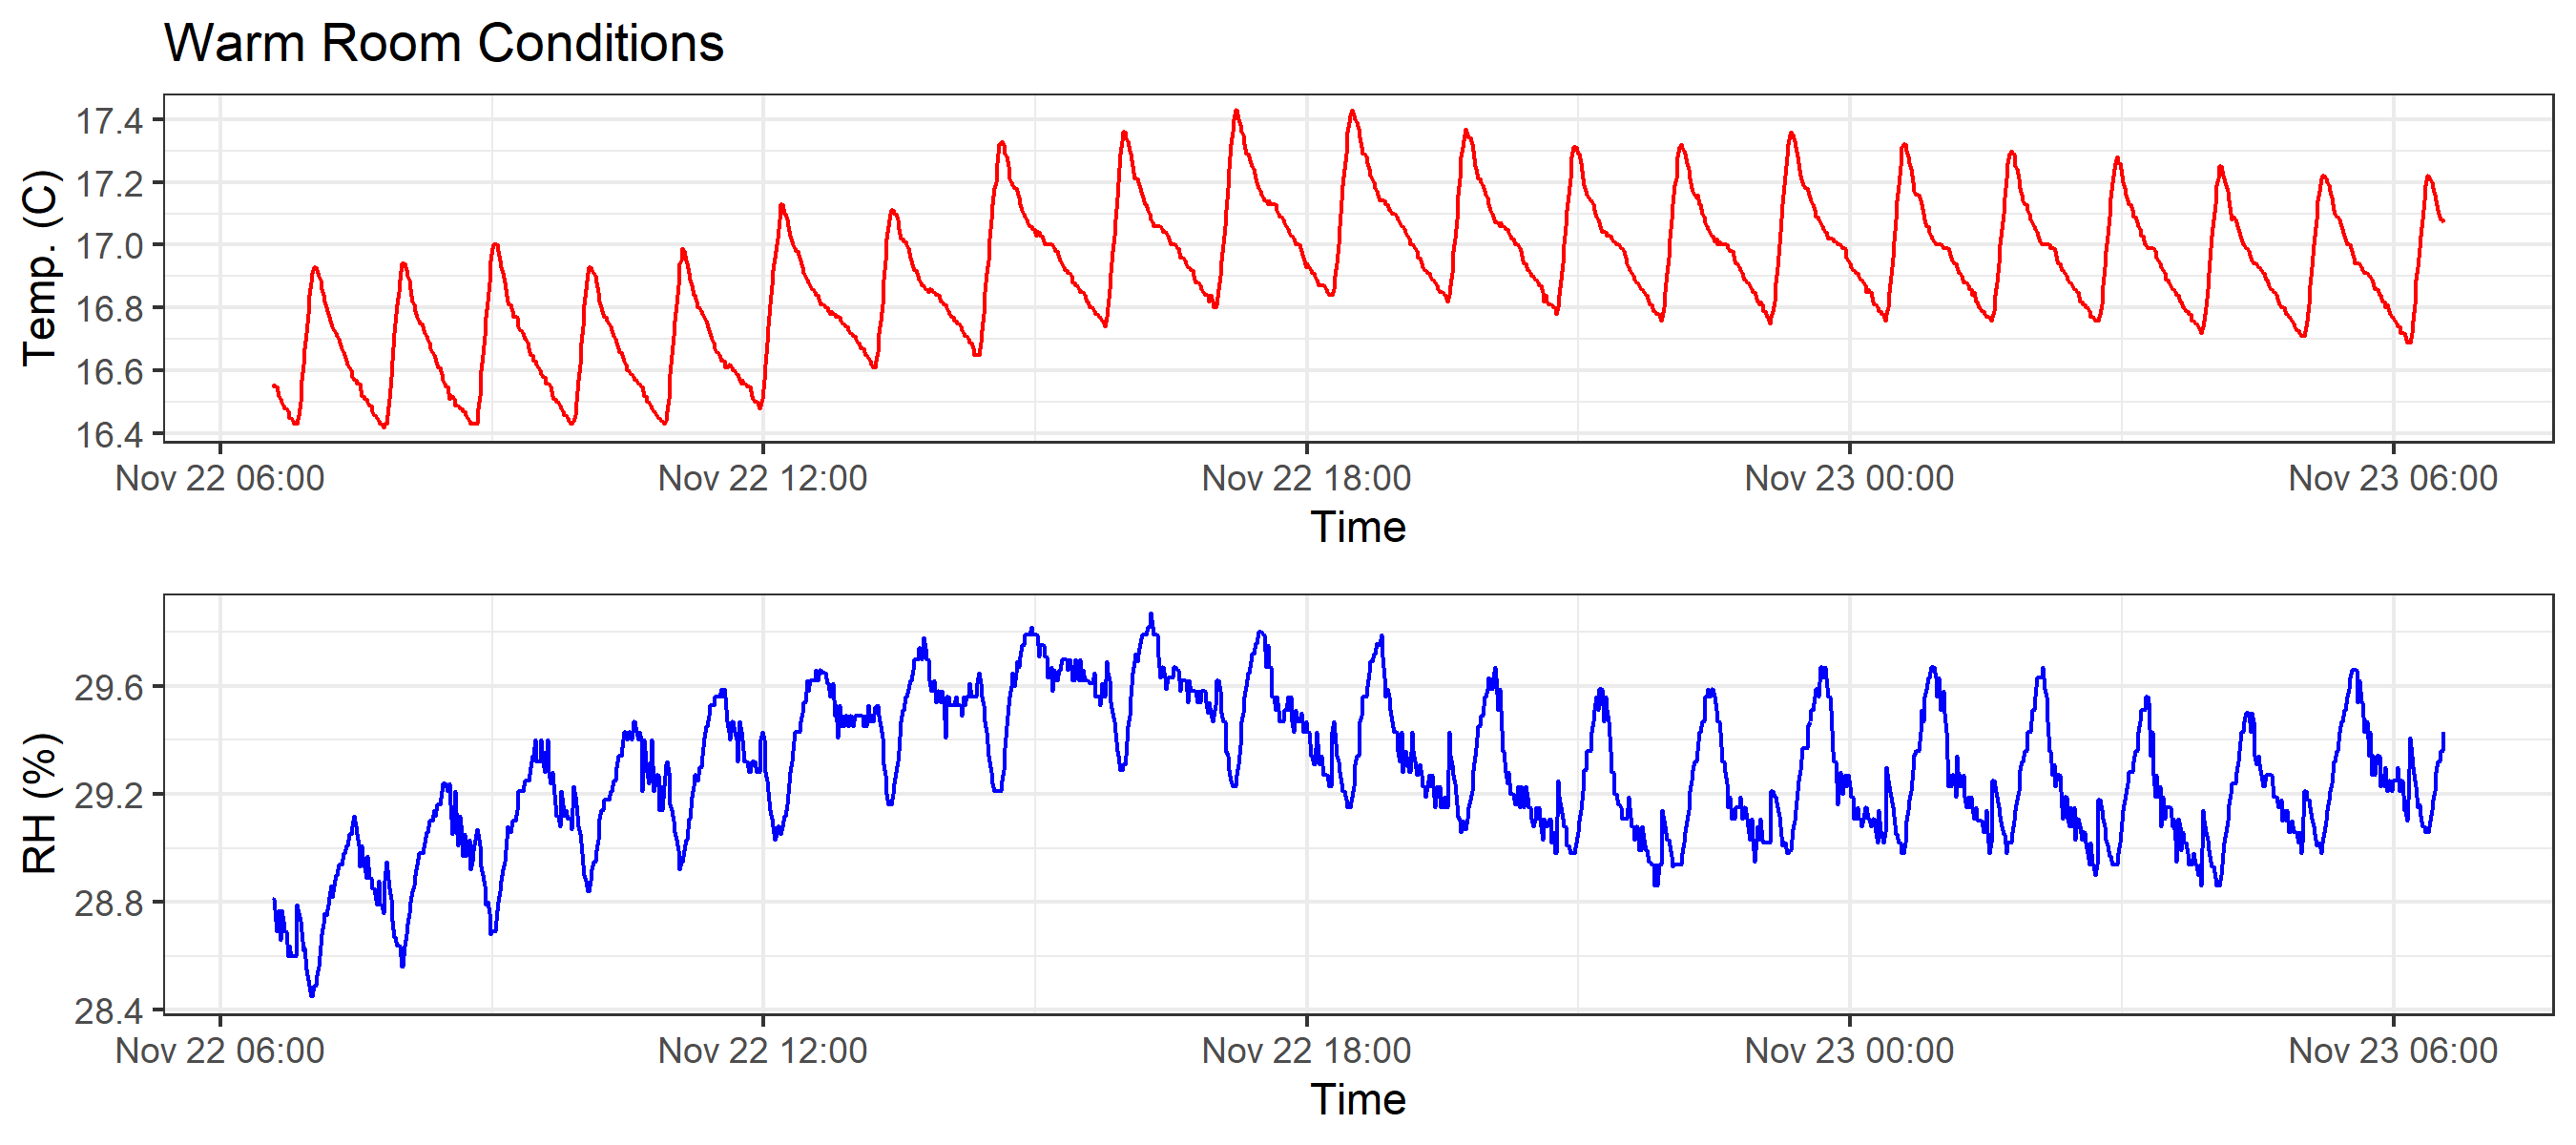 Warm Room Conditions
Temp. (C)
17.4
17.2
17.0
16.8
16.6
16.4
Nov 22 06:00 Nov 22 12:00 Nov 22 18:00 Nov 23 00:00 Nov 23 06:00
Time
RH (%)
29.6
29.2
28.8
28.4
Nov 22 06:00 Nov 22 12:00 Nov 22 18:00 Nov 23 00:00 Nov 23 06:00
Time